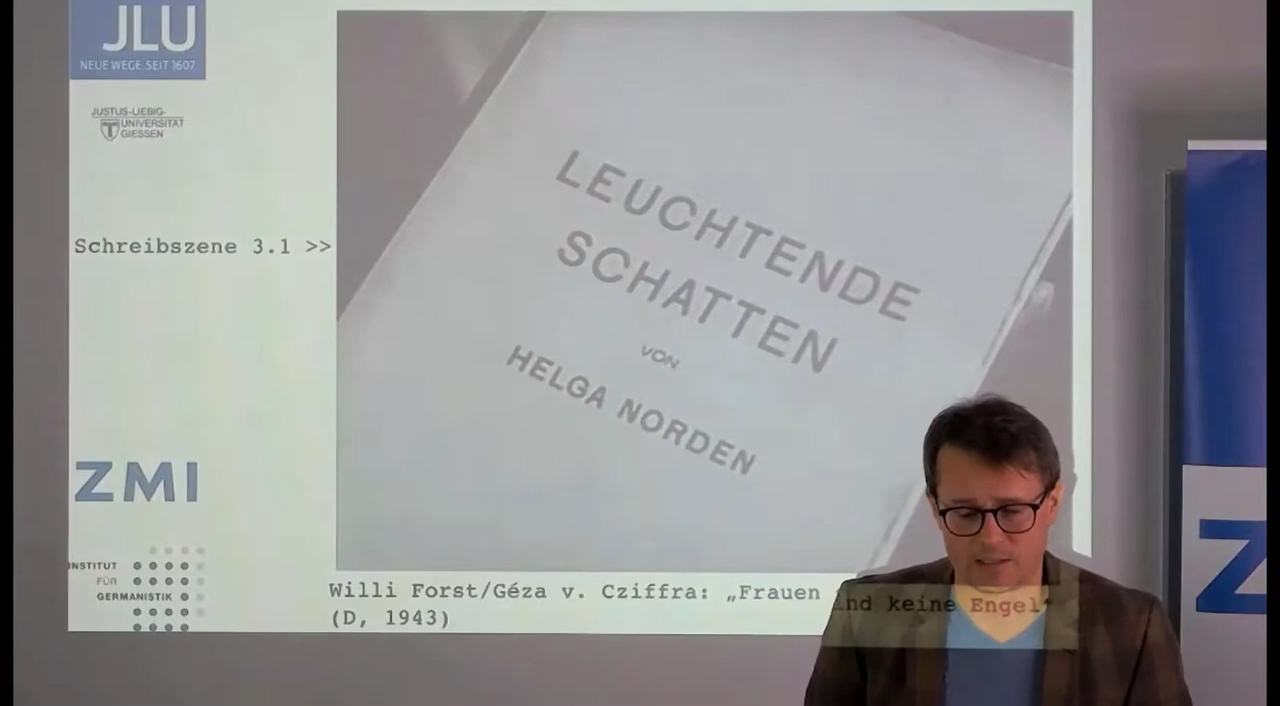 JLU
NEUE WEGE. SEIT 1607
JUSTUS-LIEBIG-
UNIVERSITÄT
GIESSEN
Schreibszene 3.1 >>
LEUCHTENDE
SCHATTEN
VON
HELGA NORDEN
ZMI
INSTITUT
FÜR
GERMANISTIK
Willi Forst/Géza v. Cziffra: „Frauen ind keine Engel“
(D, 1943)
Z